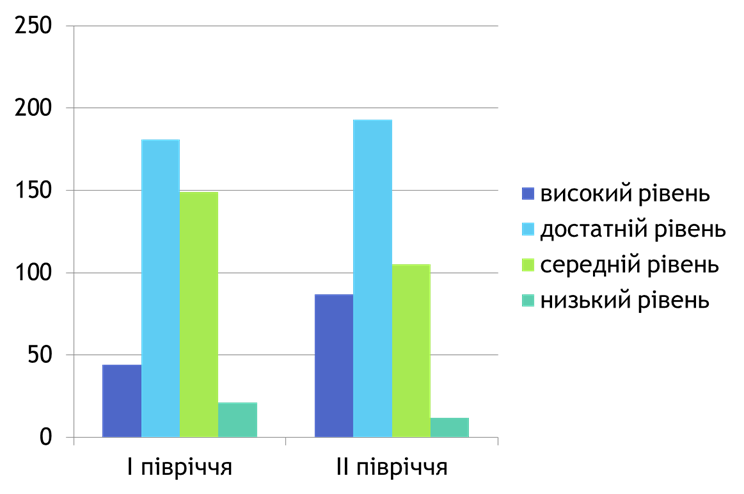 250
200
150
100
50
0
І півріччя
ІІ півріччя
високий рівень
достатній рівень
середній рівень
низький рівень